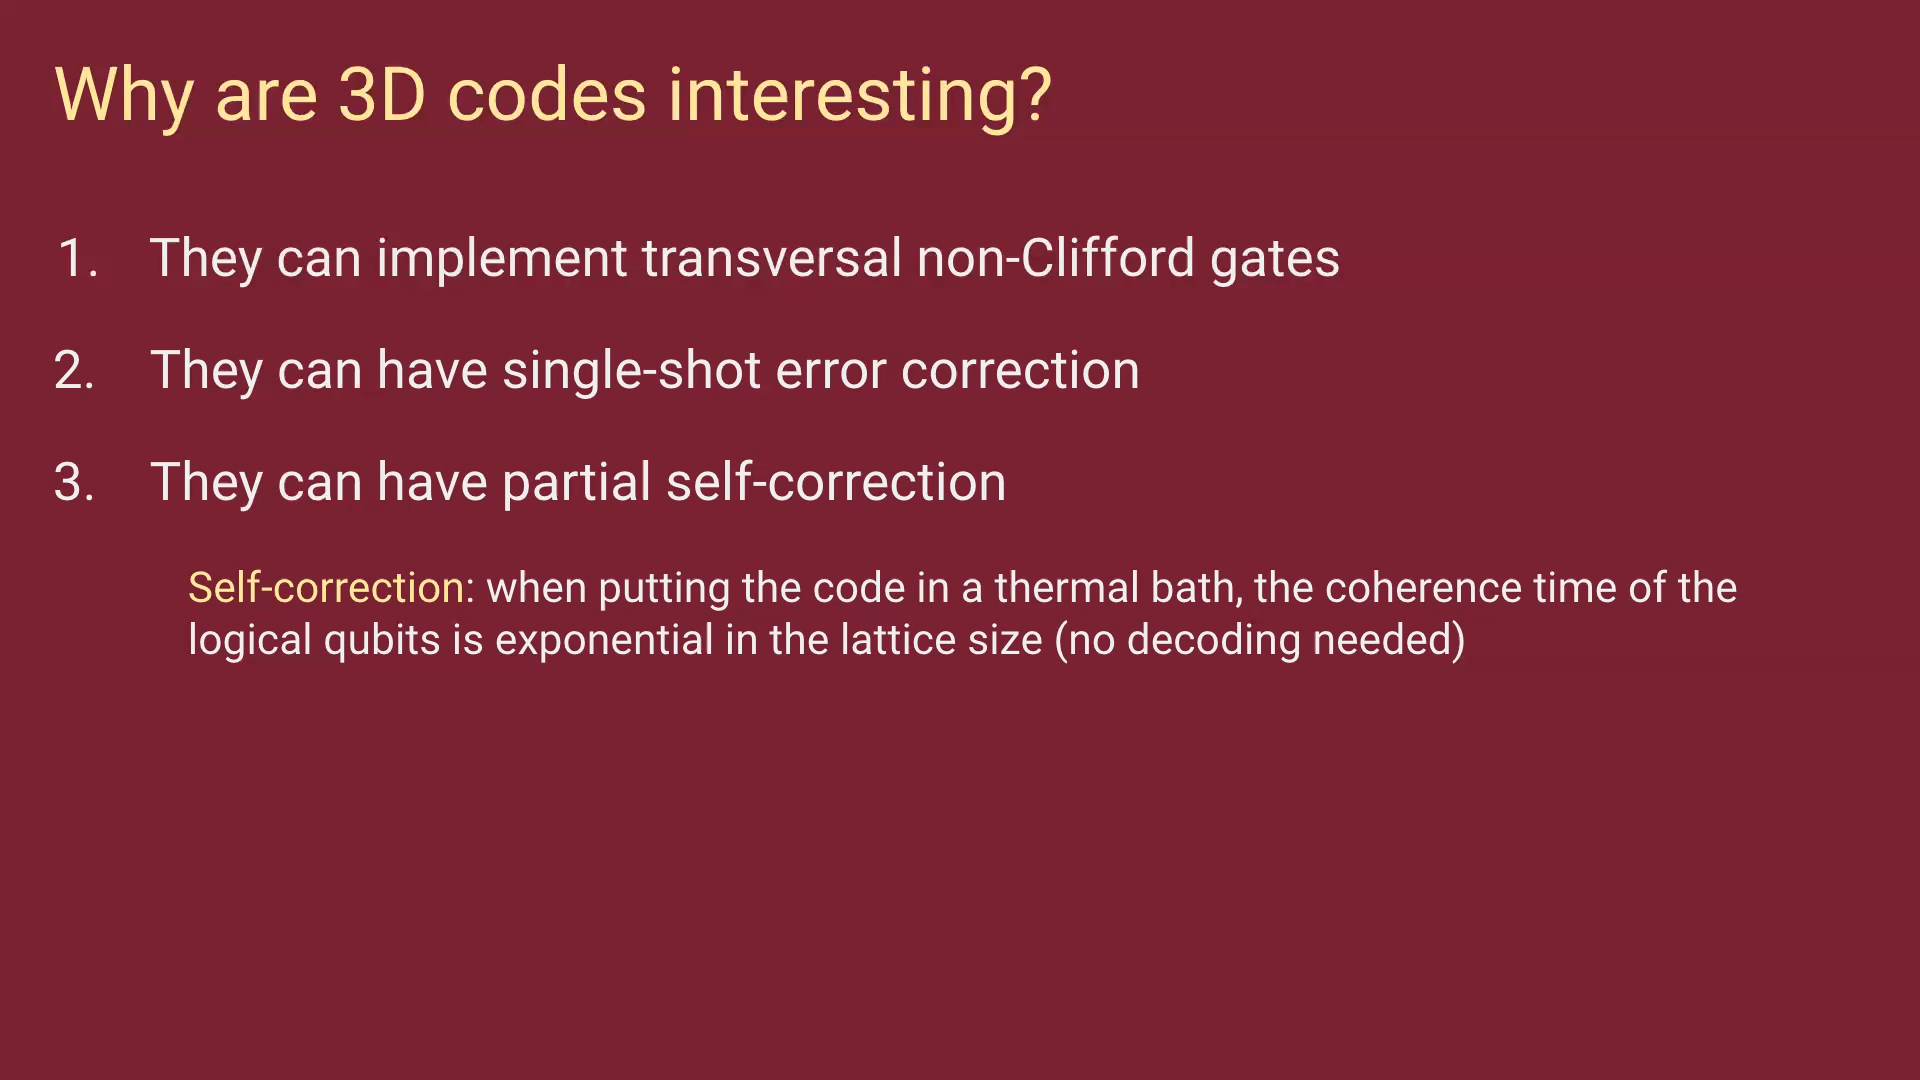 Why are 3D codes interesting?
1. They can implement transversal non-Clifford gates
2. They can have single-shot error correction
3. They can have partial self-correction
Self-correction: when putting the code in a thermal bath, the coherence time of the
logical qubits is exponential in the lattice size (no decoding needed)